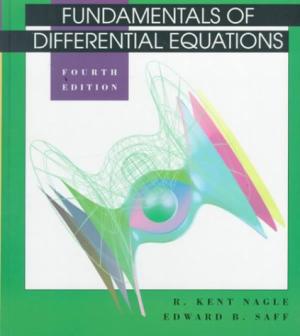 FUNDAMENTALS OF
DIFFERENTIAL EQUATIONS
FOURTH
EDITION
R. KENT NAGLE
EDWARD B. SAFF